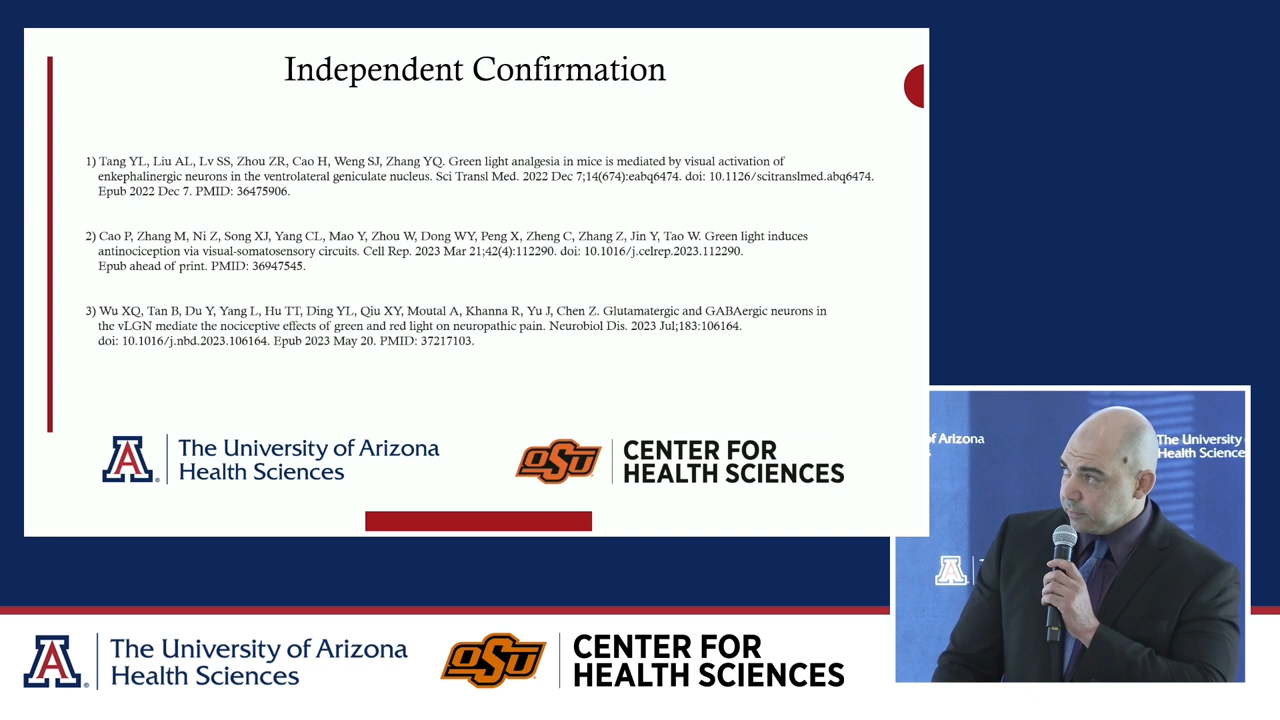 Independent Confirmation
1) Tang YL, Liu AL, Lv SS, Zhou ZR, Cao H, Weng SJ, Zhang YQ. Green light analgesia in mice is mediated by visual activation of
enkephalinergic neurons in the ventrolateral geniculate nucleus. Sci Transl Med. 2022 Dec 7;14(674):eabq6474. doi: 10.1126/scitranslmed.abq6474.
Epub 2022 Dec 7. PMID: 36475906.
2) Cao P, Zhang M, Ni Z, Song XJ, Yang CL, Mao Y, Zhou W, Dong WY, Peng X, Zheng C, Zhang Z, Jin Y, Tao W. Green light induces
antinociception via visual-somatosensory circuits. Cell Rep. 2023 Mar 21;42(4):112290. doi: 10.1016/j.celrep.2023.112290.
Epub ahead of print. PMID: 36947545.
3) Wu XQ, Tan B, Du Y, Yang L, Hu TT, Ding YL, Qiu XY, Moutal A, Khanna R, Yu J, Chen Z. Glutamatergic and GABAergic neurons in
the vLGN mediate the nociceptive effects of green and red light on neuropathic pain. Neurobiol Dis. 2023 Jul;183:106164.
doi: 10.1016/j.nbd.2023.106164. Epub 2023 May 20. PMID: 37217103.
A
The University of Arizona
Health Sciences
OSU
CENTER FOR
HEALTH SCIENCES
of Arizona
The University
Health Science
A
A
The University of Arizona
Health Sciences
OSU
CENTER FOR
HEALTH SCIENCES